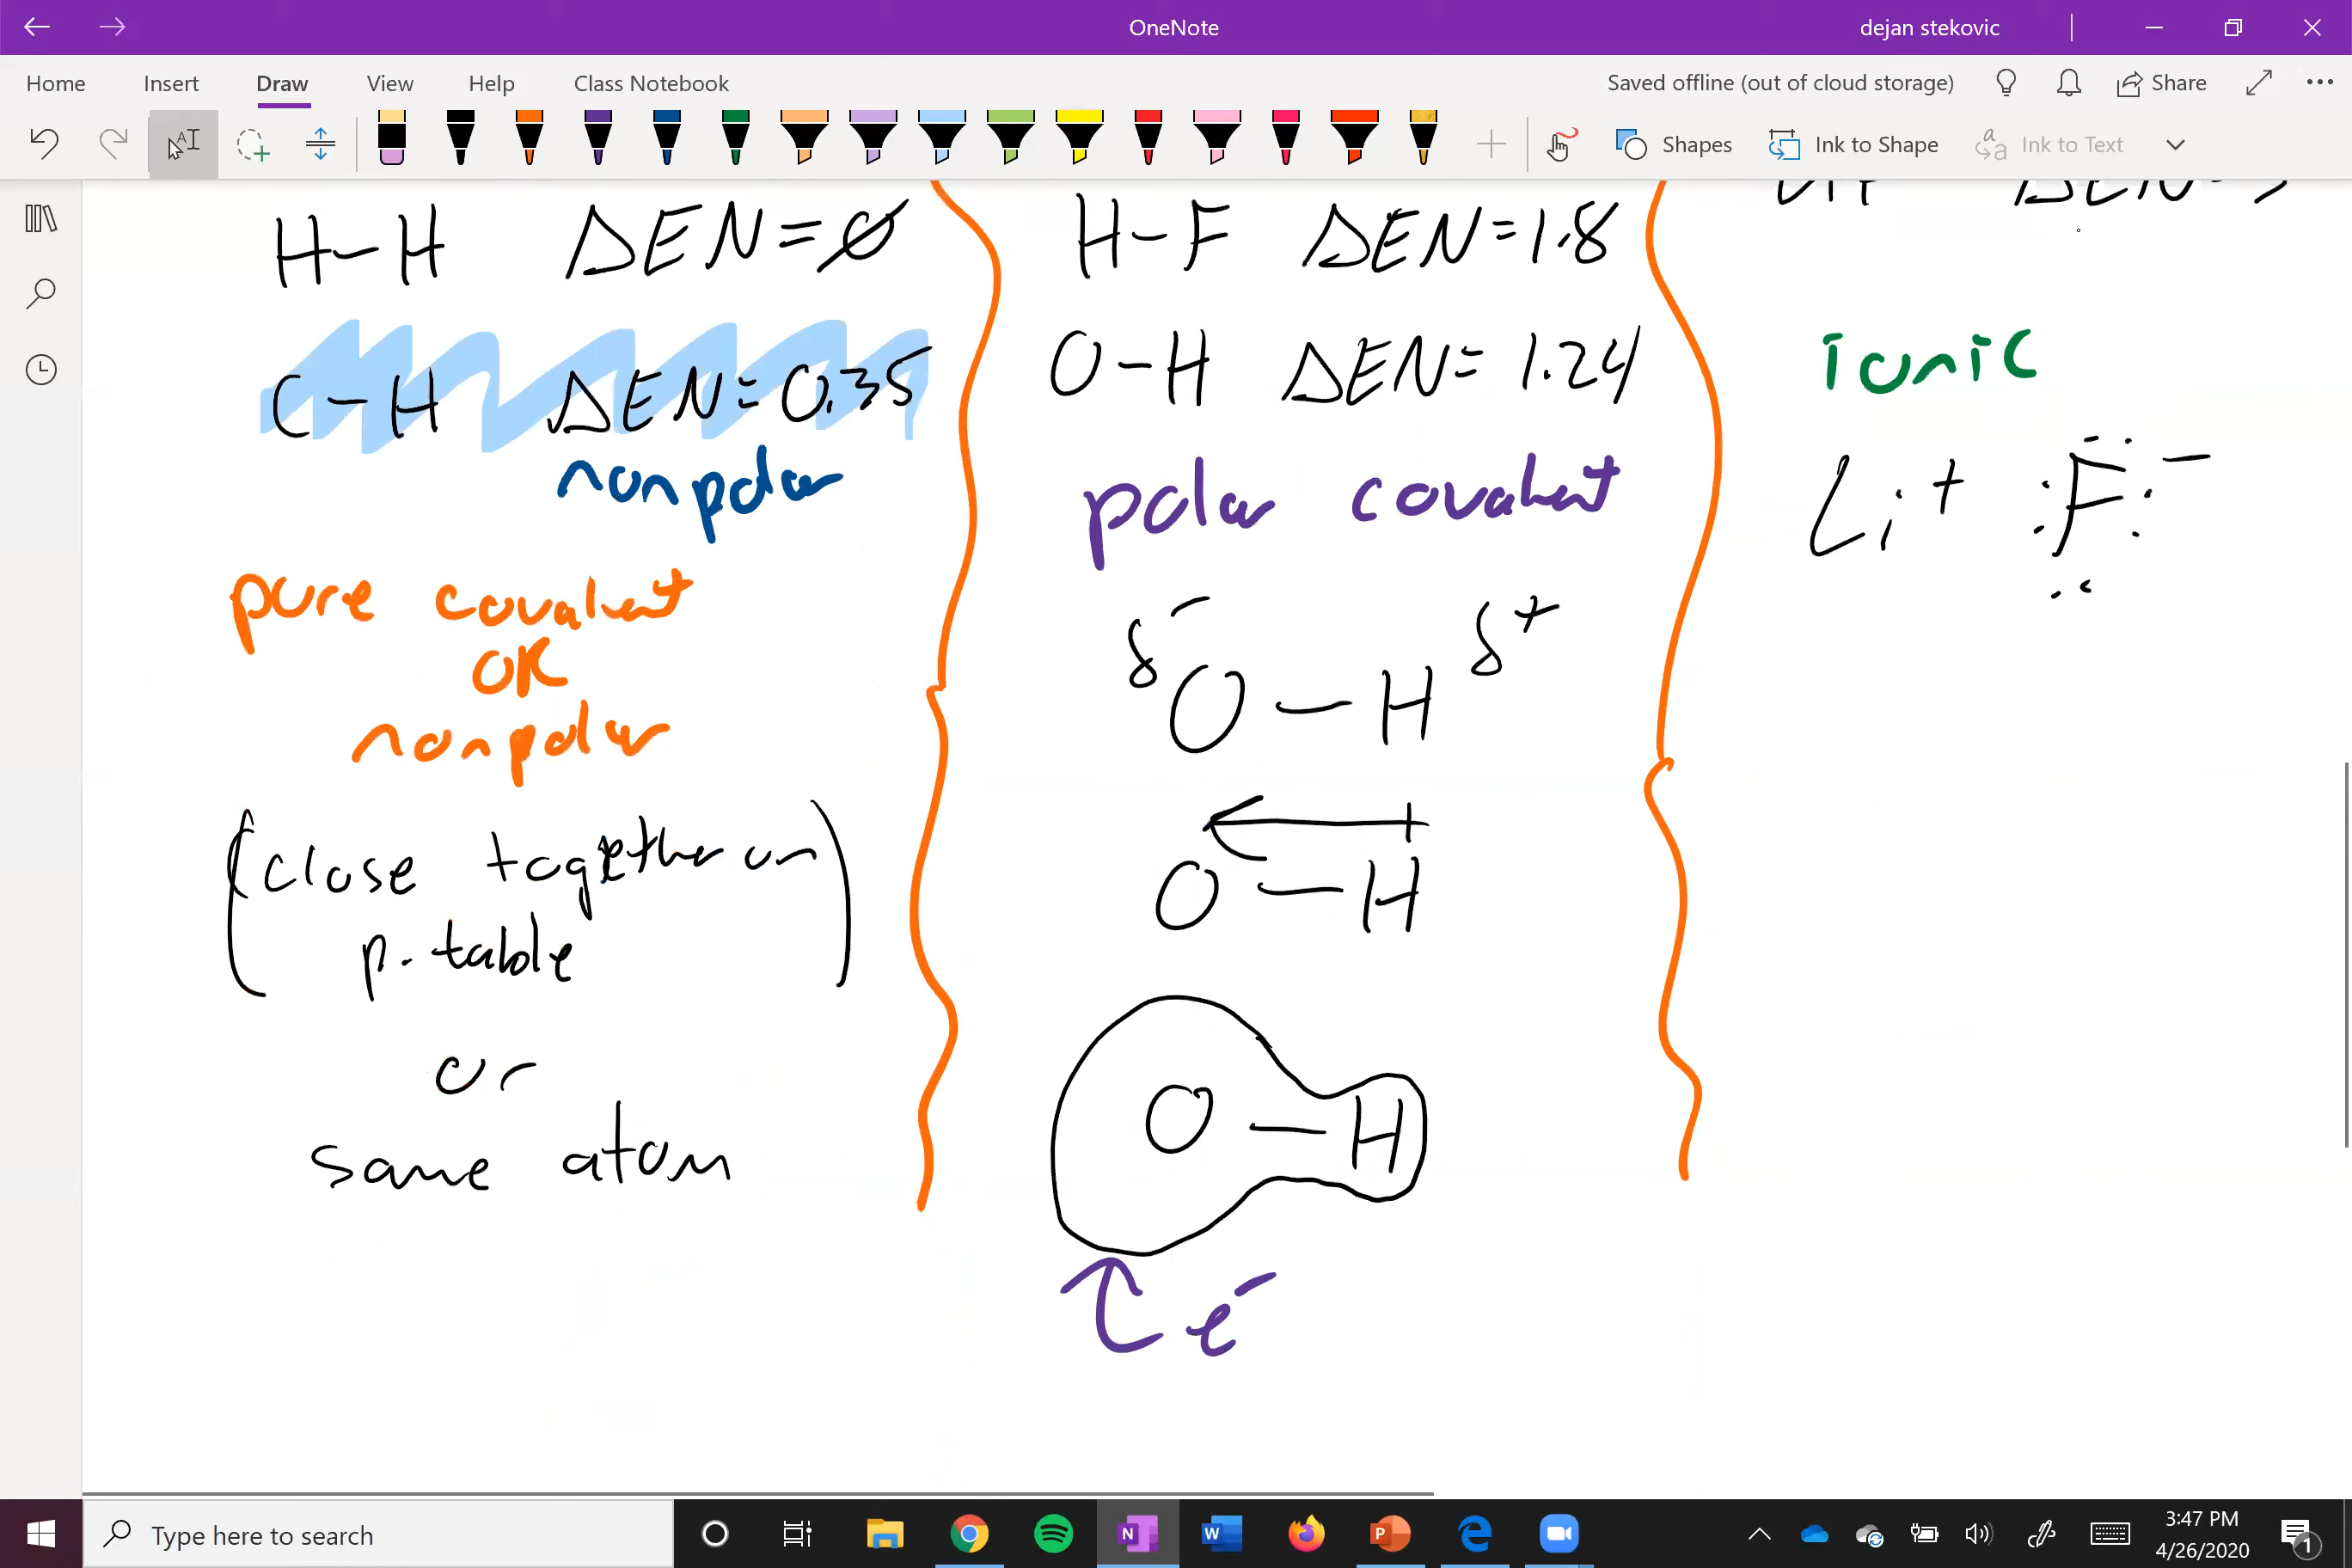 OneNote
dejan stekovic
Home Insert Draw View Help Class Notebook
Saved offline (out of cloud storage) Share
Shapes Ink to Shape Ink to Text
H-H ΔEN=0
C-H ΔEN=0.35
nonpolar
pure covalent
OR
nonpolar
(close together on
p. table)
or
same atom
H-F ΔEN=1.8
O-H ΔEN= 1.24
polar covalent
δ- O-H δ+
O-H
O-H
e-
ionic
Li+ F-
Type here to search
3:47 PM
4/26/2020
1